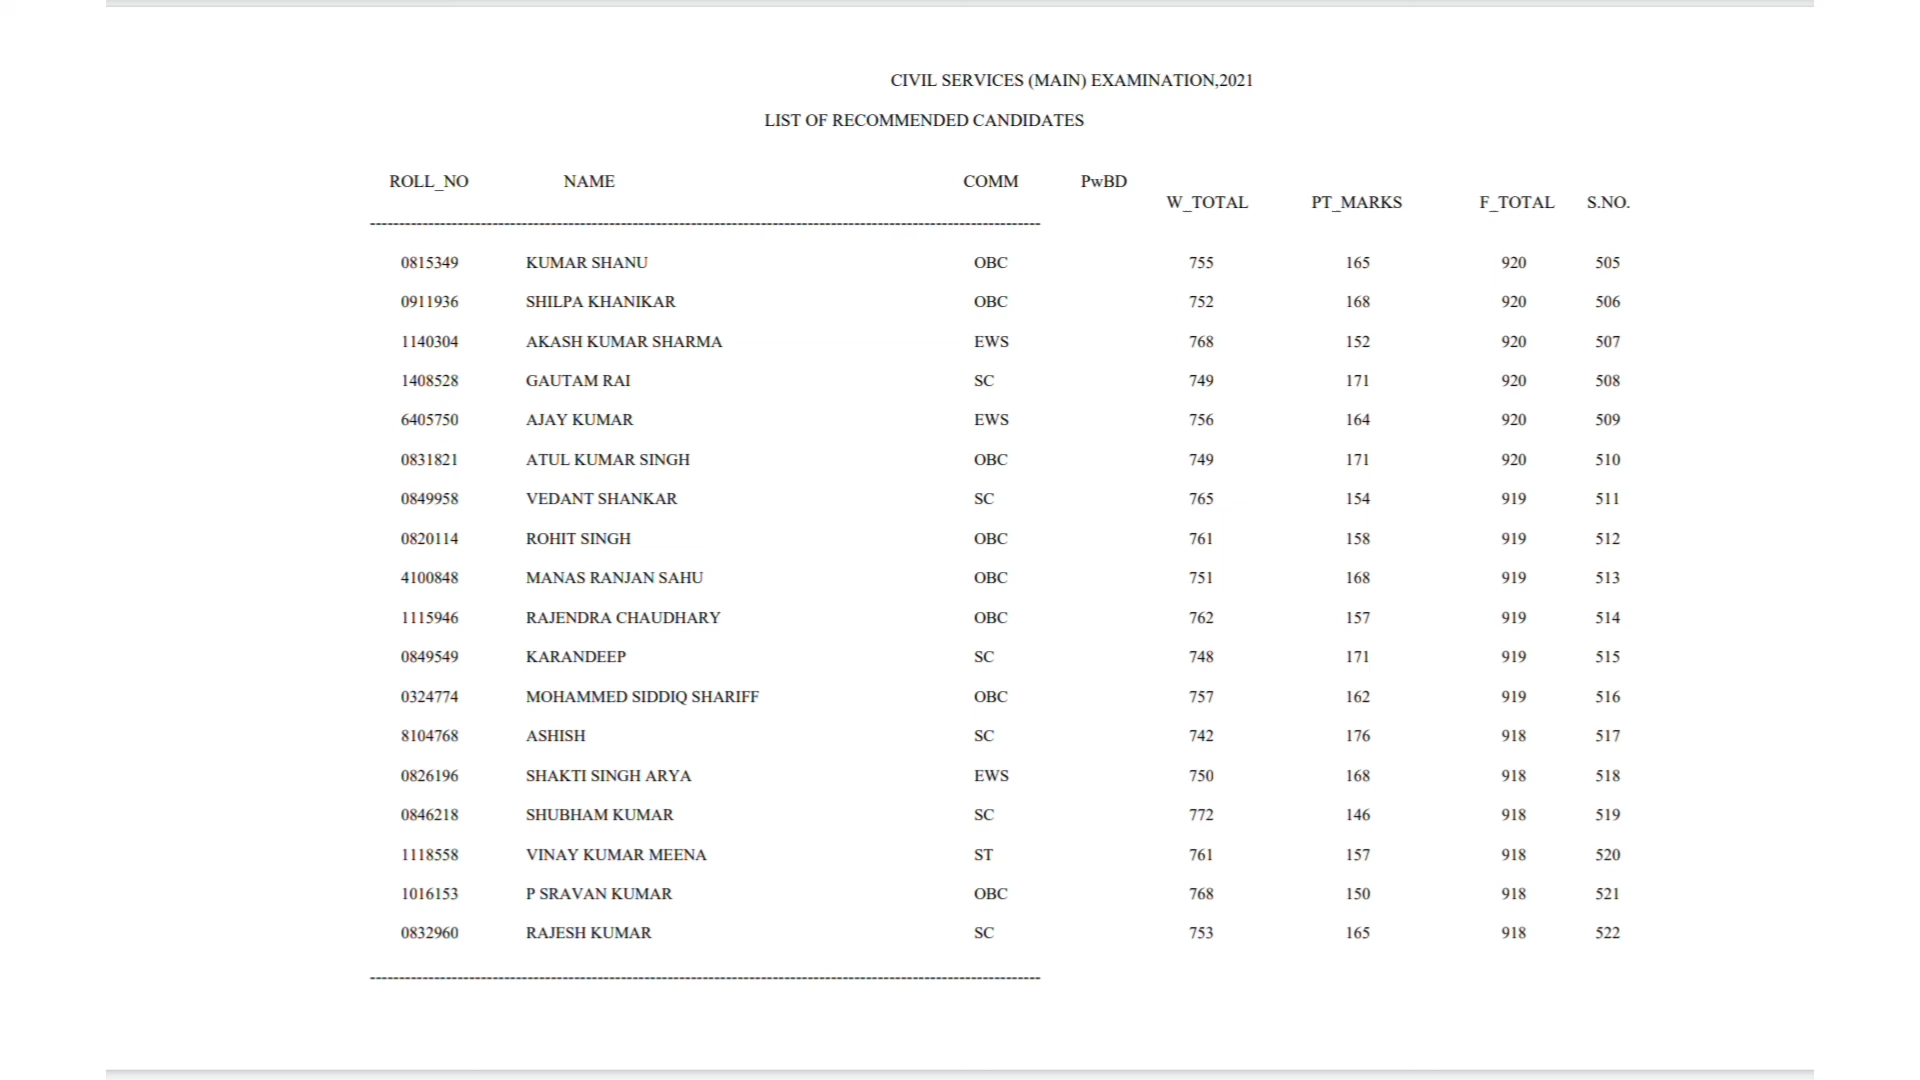 CIVIL SERVICES (MAIN) EXAMINATION,2021
LIST OF RECOMMENDED CANDIDATES
ROLL_NO NAME COMM PwBD W_TOTAL PT_MARKS F_TOTAL S.NO.
0815349 KUMAR SHANU OBC 755 165 920 505
0911936 SHILPA KHANIKAR OBC 752 168 920 506
1140304 AKASH KUMAR SHARMA EWS 768 152 920 507
1408528 GAUTAM RAI SC 749 171 920 508
6405750 AJAY KUMAR EWS 756 164 920 509
0831821 ATUL KUMAR SINGH OBC 749 171 920 510
0849958 VEDANT SHANKAR SC 765 154 919 511
0820114 ROHIT SINGH OBC 761 158 919 512
4100848 MANAS RANJAN SAHU OBC 751 168 919 513
1115946 RAJENDRA CHAUDHARY OBC 762 157 919 514
0849549 KARANDEEP SC 748 171 919 515
0324774 MOHAMMED SIDDIQ SHARIFF OBC 757 162 919 516
8104768 ASHISH SC 742 176 918 517
0826196 SHAKTI SINGH ARYA EWS 750 168 918 518
0846218 SHUBHAM KUMAR SC 772 146 918 519
1118558 VINAY KUMAR MEENA ST 761 157 918 520
1016153 P SRAVAN KUMAR OBC 768 150 918 521
0832960 RAJESH KUMAR SC 753 165 918 522